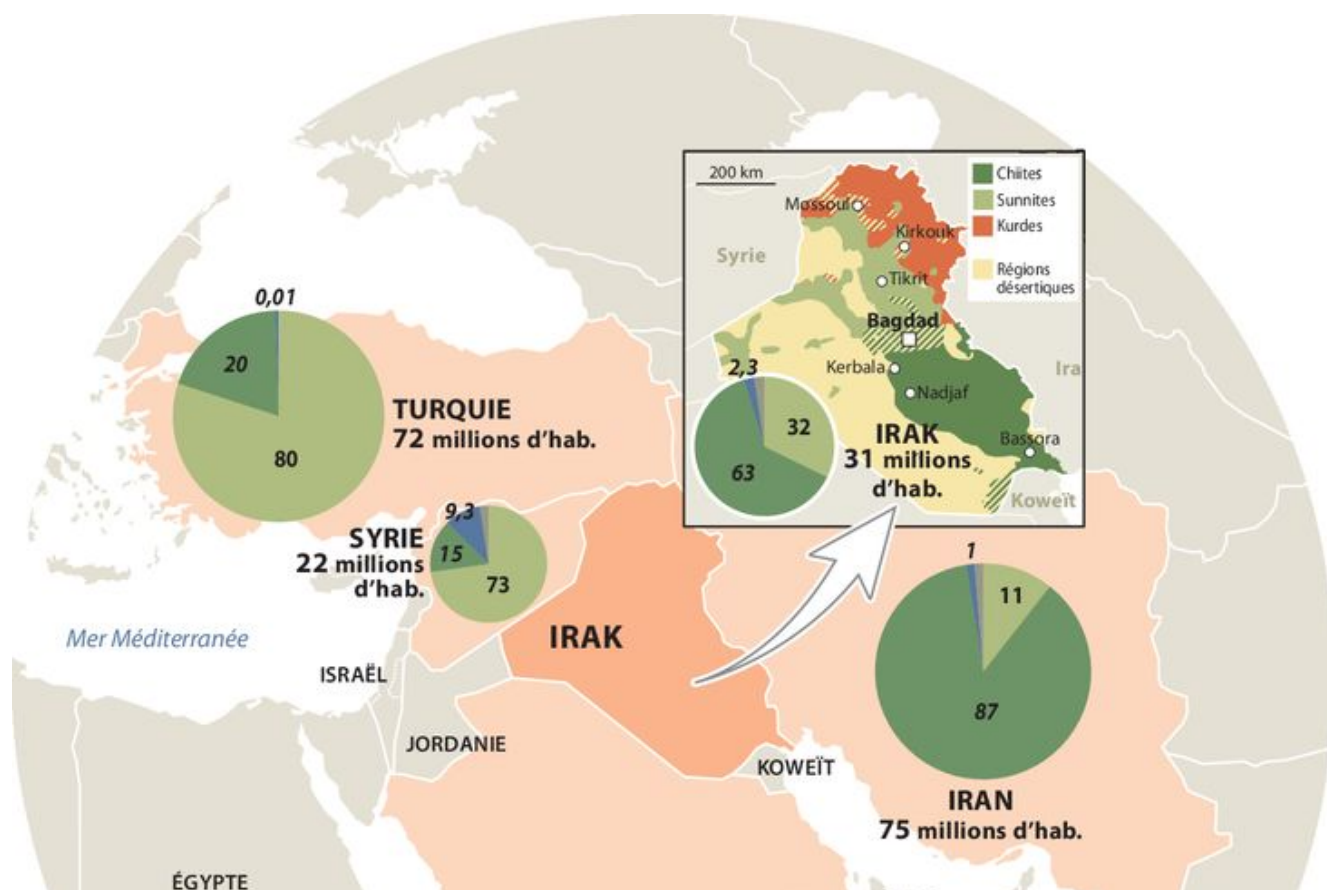 200 km
Chiites
Sunnites
Kurdes
Régions
désertiques
Mossoul
Kirkouk
Syrie
Tikrit
Bagdad
Kerbala
Ira
Nadjaf
Bassora
Koweït
2,3
32
63
IRAK
31 millions
d'hab.
0,01
20
80
TURQUIE
72 millions d'hab.
9,3
15
73
SYRIE
22 millions
d'hab.
Mer Méditerranée
IRAK
ISRAËL
JORDANIE
KOWEÏT
1
11
87
IRAN
75 millions d'hab.
ÉGYPTE